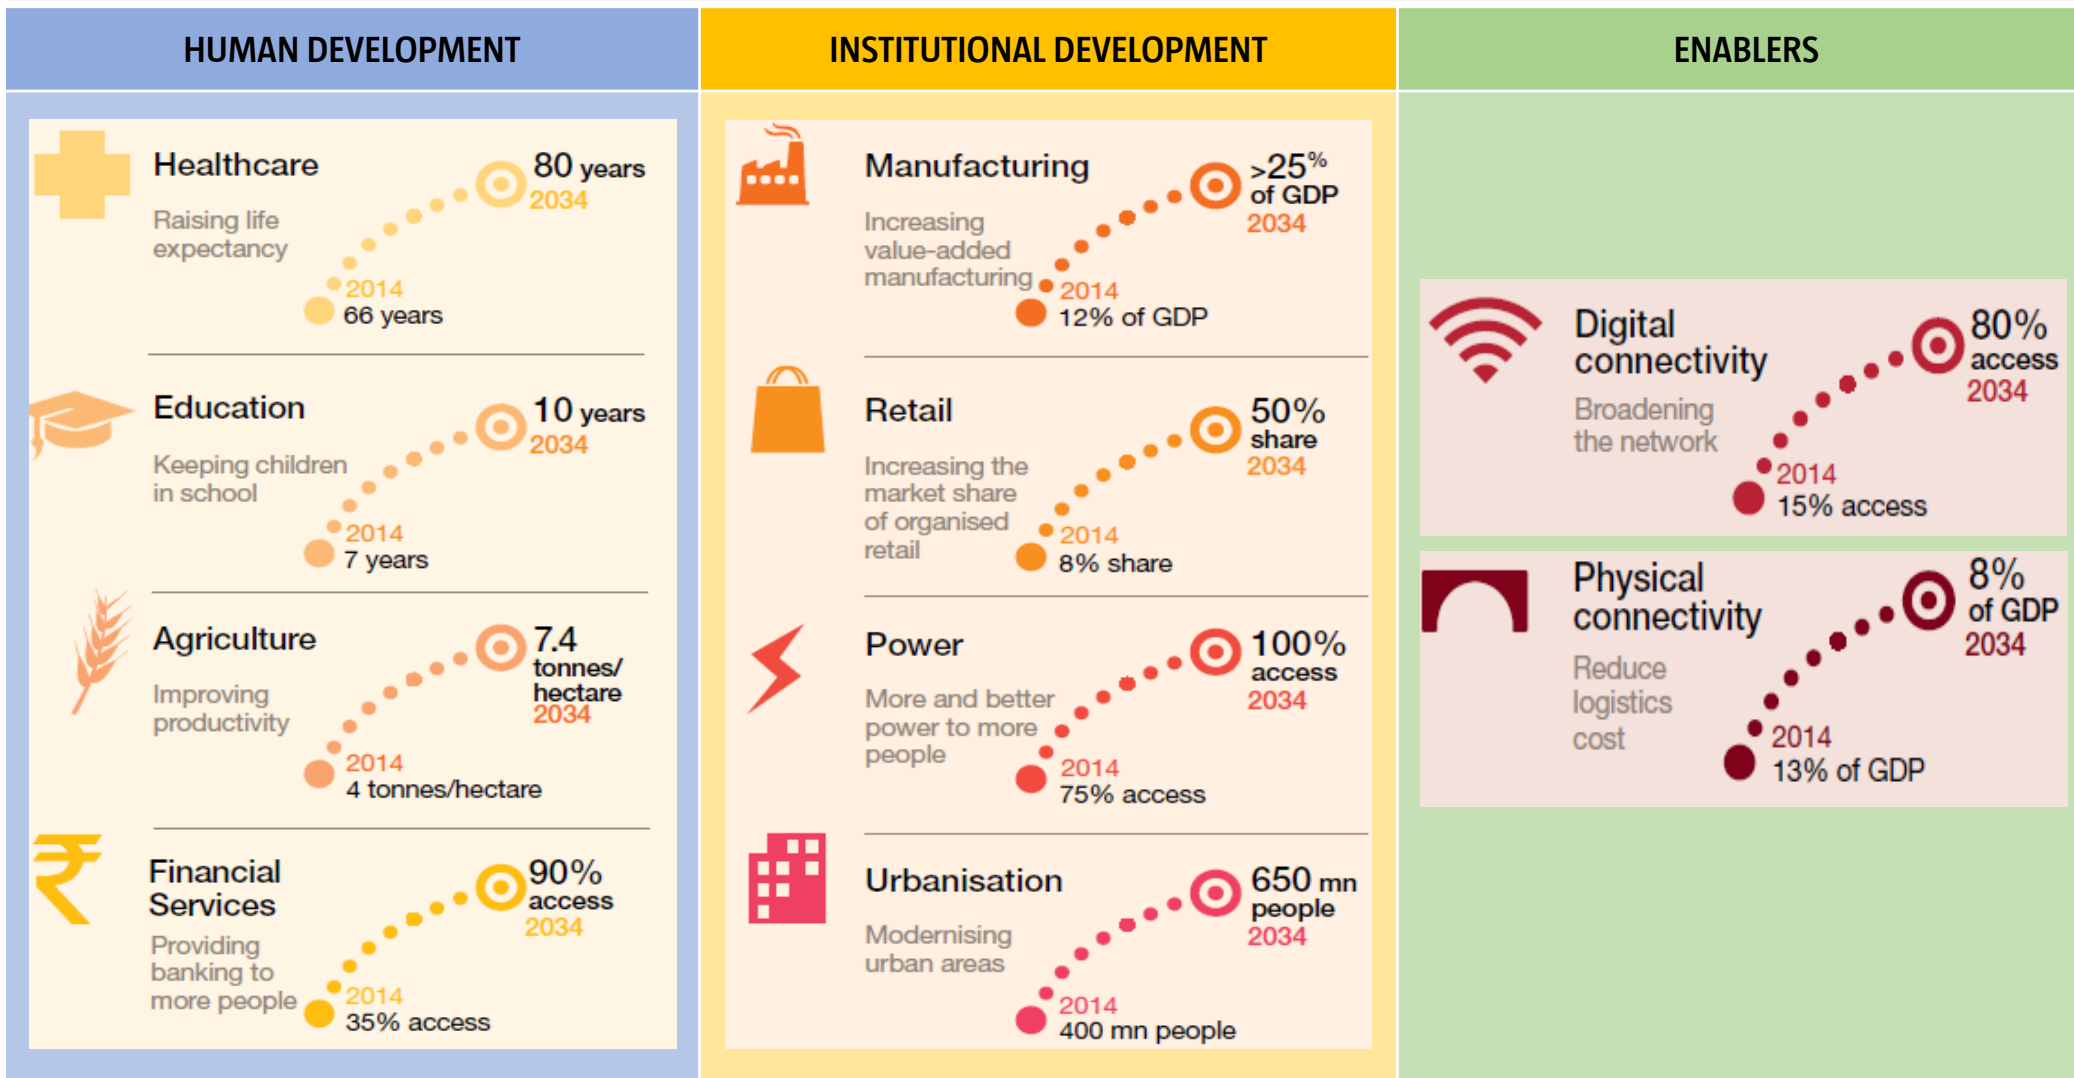 HUMAN DEVELOPMENT
Healthcare
Raising life
expectancy
80 years
2034
2014
66 years
Education
Keeping children
in school
10 years
2034
2014
7 years
Agriculture
Improving
productivity
7.4
tonnes/
hectare
2034
2014
4 tonnes/hectare
₹
Financial
Services
Providing
banking to
more people
90%
access
2034
2014
35% access
INSTITUTIONAL DEVELOPMENT
Manufacturing
Increasing
value-added
manufacturing
>25%
of GDP
2034
2014
12% of GDP
Retail
Increasing the
market share
of organised
retail
50%
share
2034
2014
8% share
Power
More and better
power to more
people
100%
access
2034
2014
75% access
Urbanisation
Modernising
urban areas
650 mn
people
2034
2014
400 mn people
ENABLERS
Digital
connectivity
Broadening
the network
80%
access
2034
2014
15% access
Physical
connectivity
Reduce
logistics
cost
8%
of GDP
2034
2014
13% of GDP